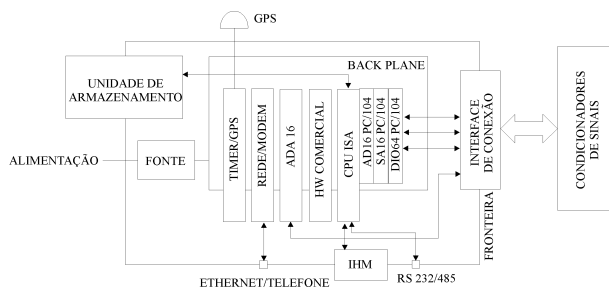 GPS
BACK PLANE
UNIDADE DE
ARMAZENAMENTO
ALIMENTAÇÃO
FONTE
TIMER/GPS
REDE/MODEM
ADA 16
HW COMERCIAL
CPU ISA
AD16 PC/104
SA16 PC/104
DIO64 PC/104
INTERFACE
DE CONEXÃO
CONDICIONADORES
DE SINAIS
FRONTEIRA
IHM
ETHERNET/TELEFONE
RS 232/485